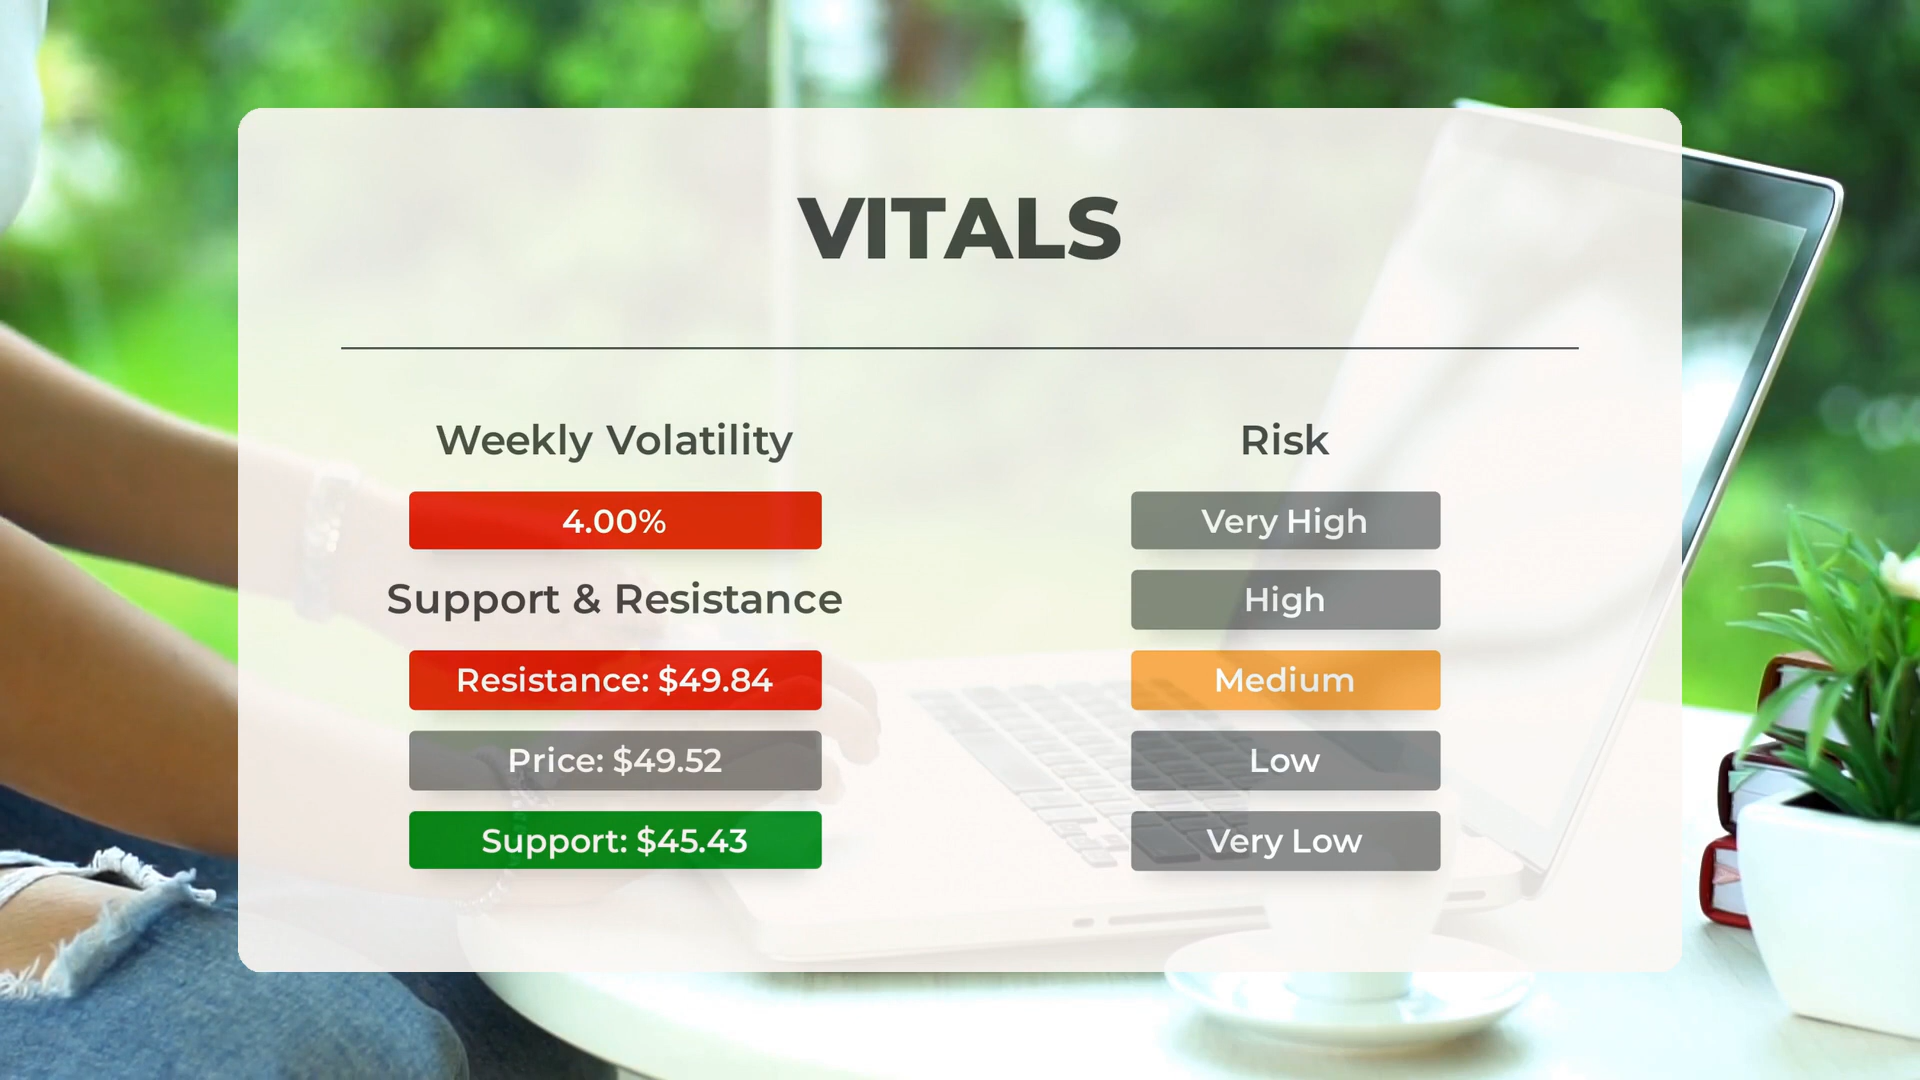 VITALS
Weekly Volatility
4.00%
Support & Resistance
Resistance: $49.84
Price: $49.52
Support: $45.43
Risk
Very High
High
Medium
Low
Very Low